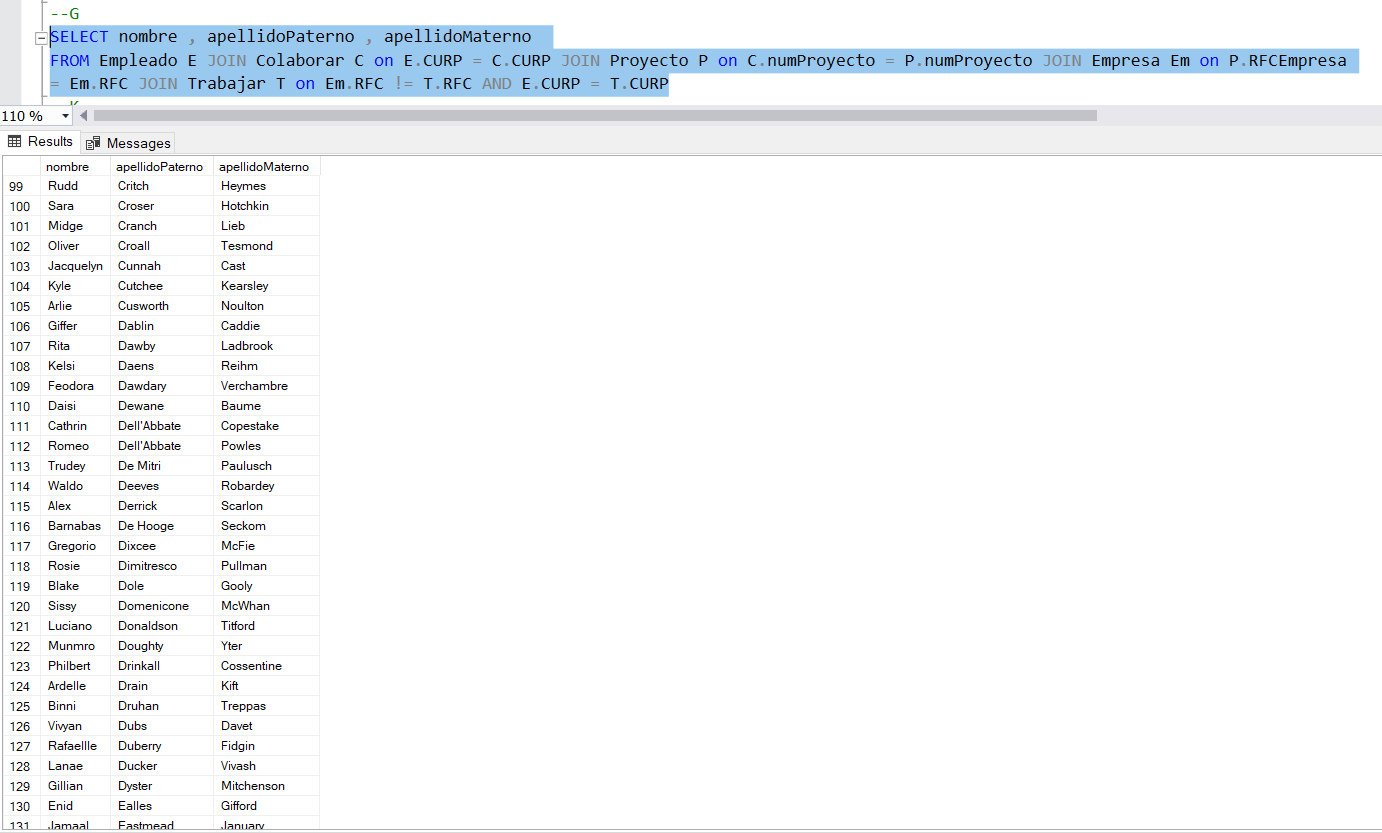 --G
SELECT nombre , apellidoPaterno , apellidoMaterno
FROM Empleado E JOIN Colaborar C on E.CURP = C.CURP JOIN Proyecto P on C.numProyecto = P.numProyecto JOIN Empresa Em on P.RFCEmpresa
= Em.RFC JOIN Trabajar T on Em.RFC != T.RFC AND E.CURP = T.CURP
110 %
Results Messages
nombre apellidoPaterno apellidoMaterno
99 Rudd Critch Heymes
100 Sara Croser Hotchkin
101 Midge Cranch Lieb
102 Oliver Croall Tesmond
103 Jacquelyn Cunnah Cast
104 Kyle Cutchee Kearsley
105 Arlie Cusworth Noulton
106 Giffer Dablin Caddie
107 Rita Dawby Ladbrook
108 Kelsi Daens Reihm
109 Feodora Dawdary Verchambre
110 Daisi Dewane Baume
111 Cathrin Dell'Abbate Copestake
112 Romeo Dell'Abbate Powles
113 Trudey De Mitri Paulusch
114 Waldo Deeves Robardey
115 Alex Derrick Scarlon
116 Barnabas De Hooge Seckom
117 Gregorio Dixcee McFie
118 Rosie Dimitresco Pullman
119 Blake Dole Gooly
120 Sissy Domenicone McWhan
121 Luciano Donaldson Titford
122 Munmro Doughty Yter
123 Philbert Drinkall Cossentine
124 Ardelle Drain Kift
125 Binni Druhan Treppas
126 Vivyan Dubs Davet
127 Rafaellle Duberry Fidgin
128 Lanae Ducker Vivash
129 Gillian Dyster Mitchenson
130 Enid Ealles Gifford
131 Jamaal Eastmead January